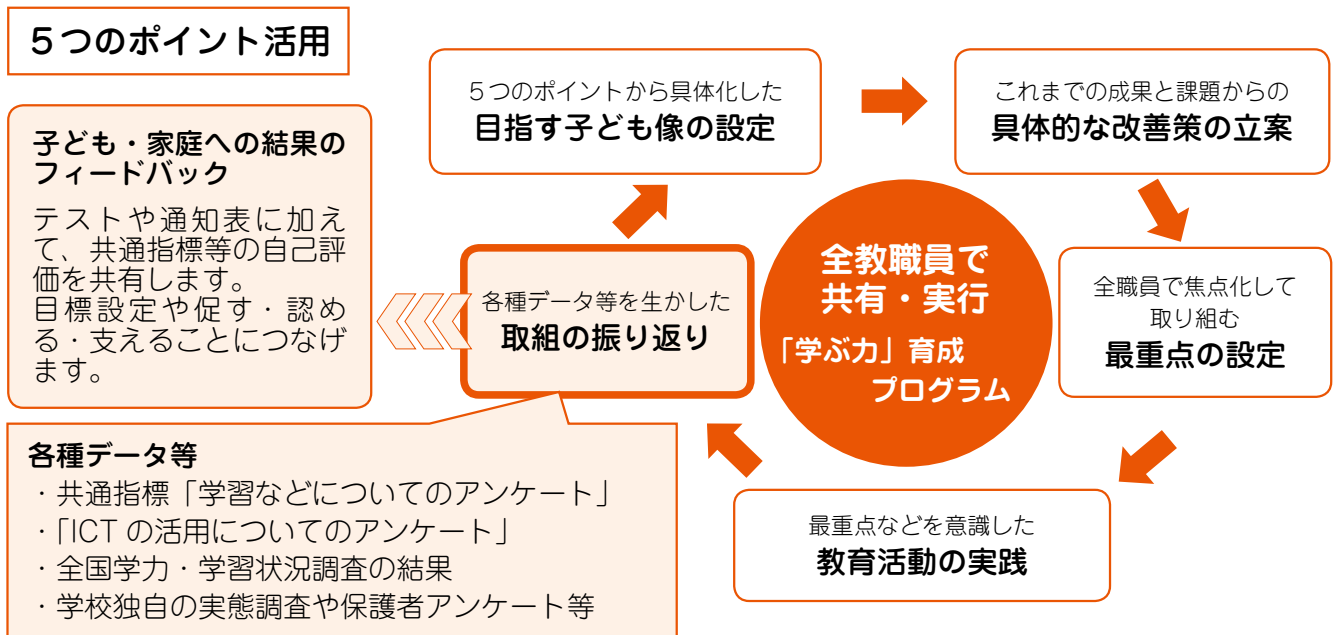 ５つのポイント活用
子ども・家庭への結果の
フィードバック
テストや通知表に加え
て、共通指標等の自己評
価を共有します。
目標設定や促す・認め
る・支えることにつなげ
ます。
５つのポイントから具体化した
目指す子ども像の設定
これまでの成果と課題からの
具体的な改善策の立案
全職員で焦点化して
取り組む
最重点の設定
最重点などを意識した
教育活動の実践
各種データ等を生かした
取組の振り返り
全教職員で
共有・実行
「学ぶ力」育成
プログラム
各種データ等
・共通指標「学習などについてのアンケート」
・「ICT の活用についてのアンケート」
・全国学力・学習状況調査の結果
・学校独自の実態調査や保護者アンケート等